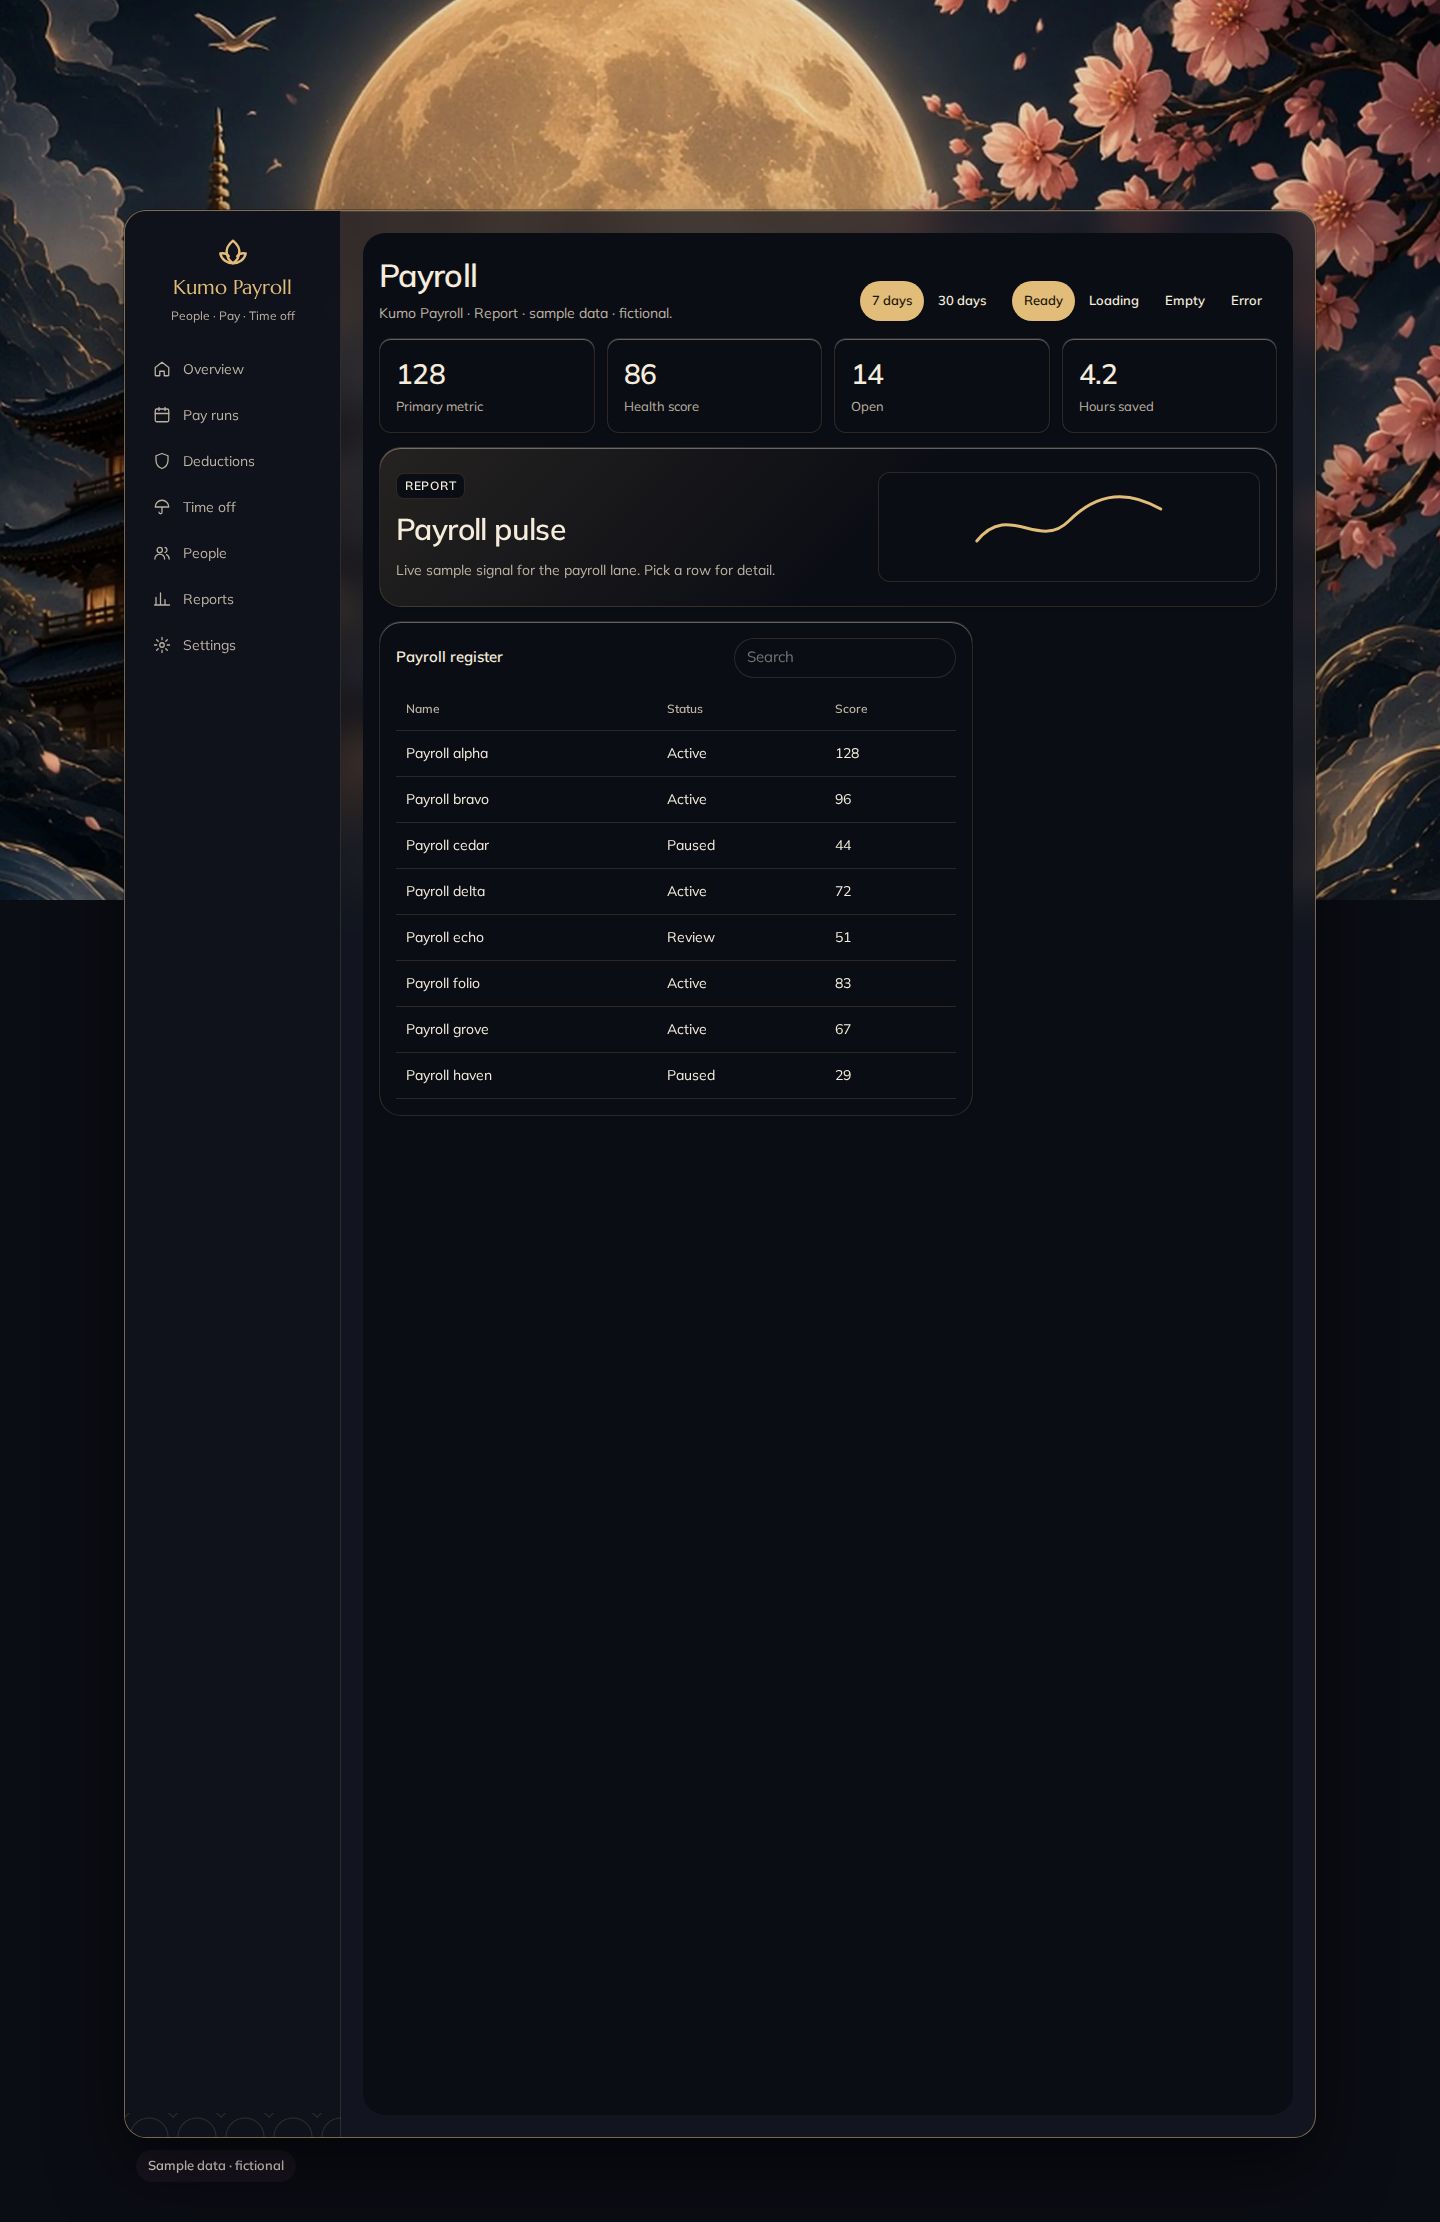 Kumo Payroll
People · Pay · Time off
Overview
Pay runs
Deductions
Time off
People
Reports
Settings
Payroll
Kumo Payroll · Report · sample data · fictional.
7 days 30 days Ready Loading Empty Error
128 86 14 4.2
Primary metric Health score Open Hours saved
REPORT
Payroll pulse
Live sample signal for the payroll lane. Pick a row for detail.
Payroll register Search
Name Status Score
Payroll alpha Active 128
Payroll bravo Active 96
Payroll cedar Paused 44
Payroll delta Active 72
Payroll echo Review 51
Payroll folio Active 83
Payroll grove Active 67
Payroll haven Paused 29
Sample data · fictional